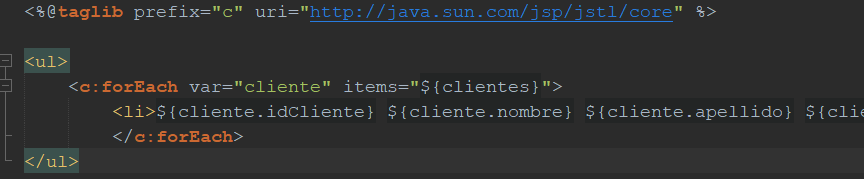 <%@taglib prefix="c" uri="http://java.sun.com/jsp/jstl/core" %>
<ul>
<c:forEach var="cliente" items="${clientes}">
<li>${cliente.idCliente} ${cliente.nombre} ${cliente.apellido} ${clie
</c:forEach>
</ul>